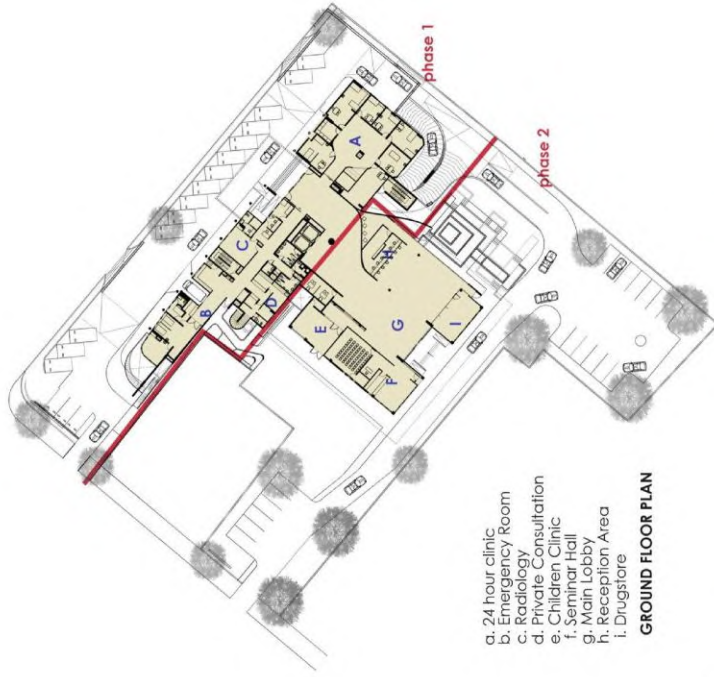 phase 1
phase 2
A
C
B
D
H
E
G
I
F
a. 24 hour clinic
b. Emergency Room
c. Radiology
d. Private Consultation
e. Children Clinic
f. Seminar Hall
g. Main Lobby
h. Reception Area
i. Drugstore
GROUND FLOOR PLAN